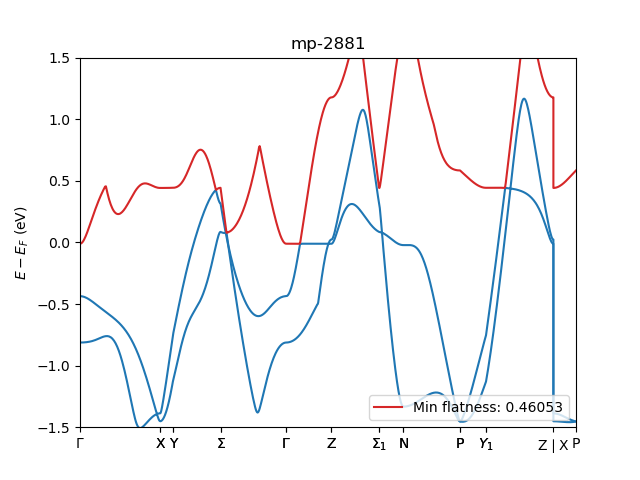 mp-2881
E − E_F (eV)
1.5
1.0
0.5
0.0
−0.5
−1.0
−1.5
Min flatness: 0.46053
Γ X Y Σ Γ Z Σ₁ N P Y₁ Z | X P